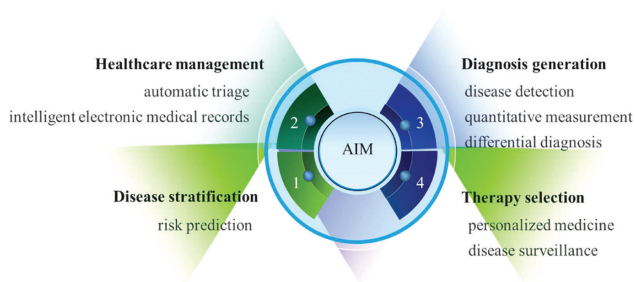 Healthcare management
automatic triage
intelligent electronic medical records
Disease stratification
risk prediction
2
1
AIM
3
4
Diagnosis generation
disease detection
quantitative measurement
differential diagnosis
Therapy selection
personalized medicine
disease surveillance